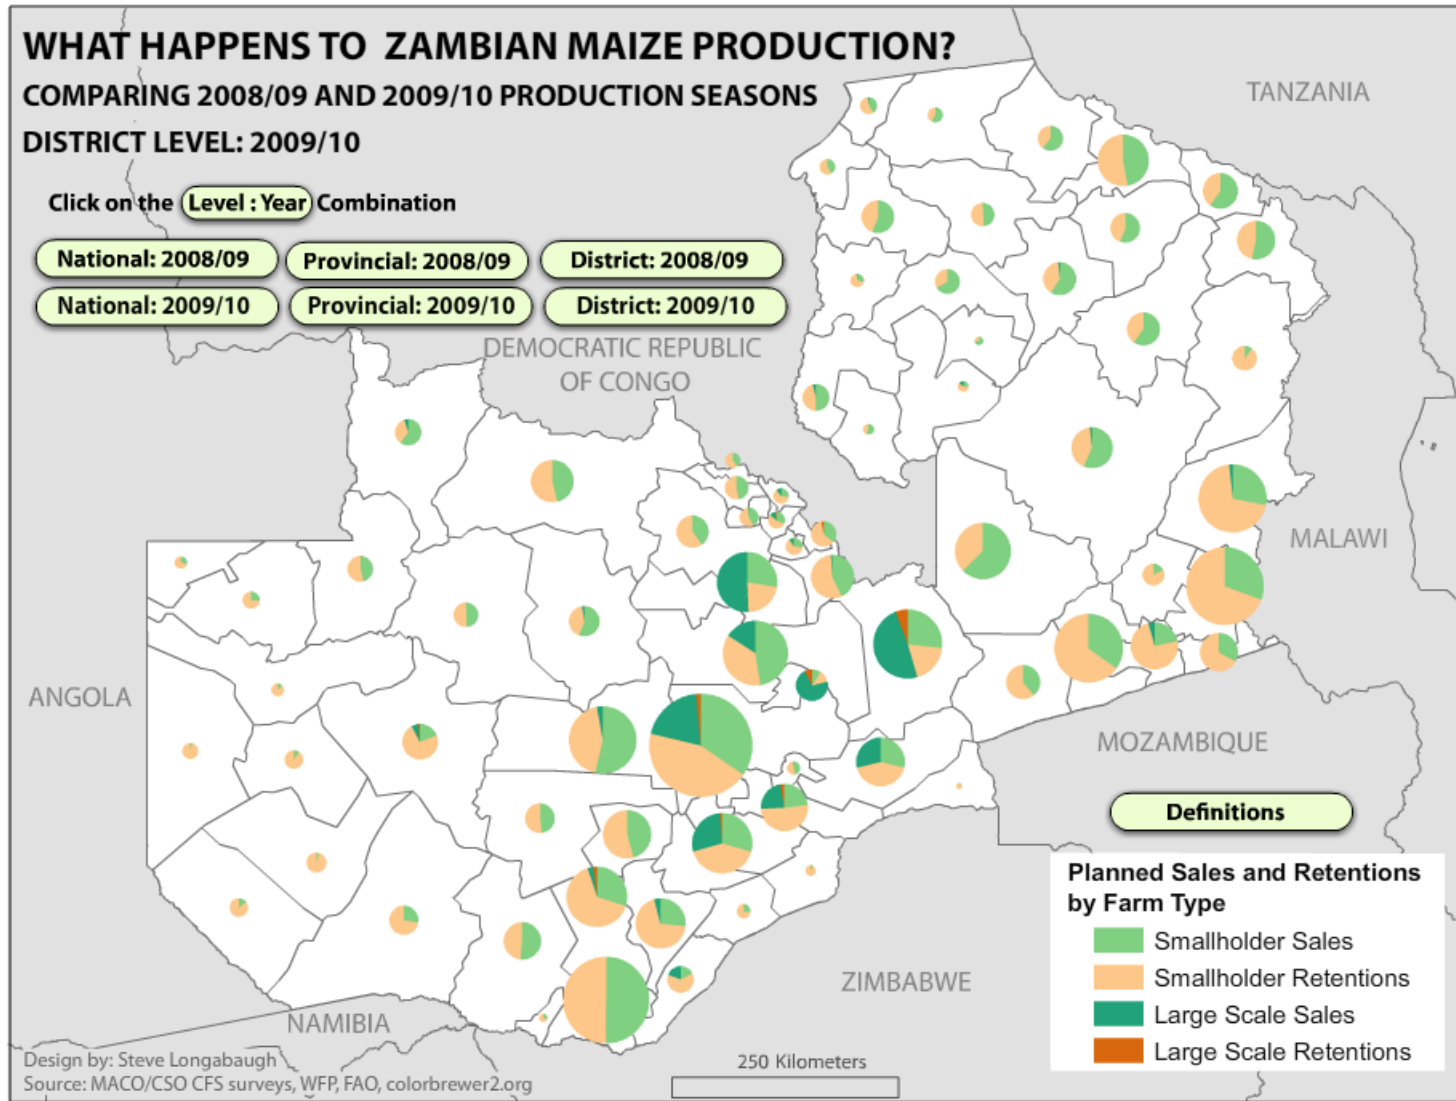 WHAT HAPPENS TO ZAMBIAN MAIZE PRODUCTION?
COMPARING 2008/09 AND 2009/10 PRODUCTION SEASONS
DISTRICT LEVEL: 2009/10
Click on the Level : Year Combination
National: 2008/09 Provincial: 2008/09 District: 2008/09
National: 2009/10 Provincial: 2009/10 District: 2009/10
TANZANIA
DEMOCRATIC REPUBLIC
OF CONGO
MALAWI
ANGOLA
MOZAMBIQUE
Definitions
Planned Sales and Retentions
by Farm Type
Smallholder Sales
Smallholder Retentions
Large Scale Sales
Large Scale Retentions
ZIMBABWE
NAMIBIA
Design by: Steve Longabaugh
Source: MACO/CSO CFS surveys, WFP, FAO, colorbrewer2.org
250 Kilometers